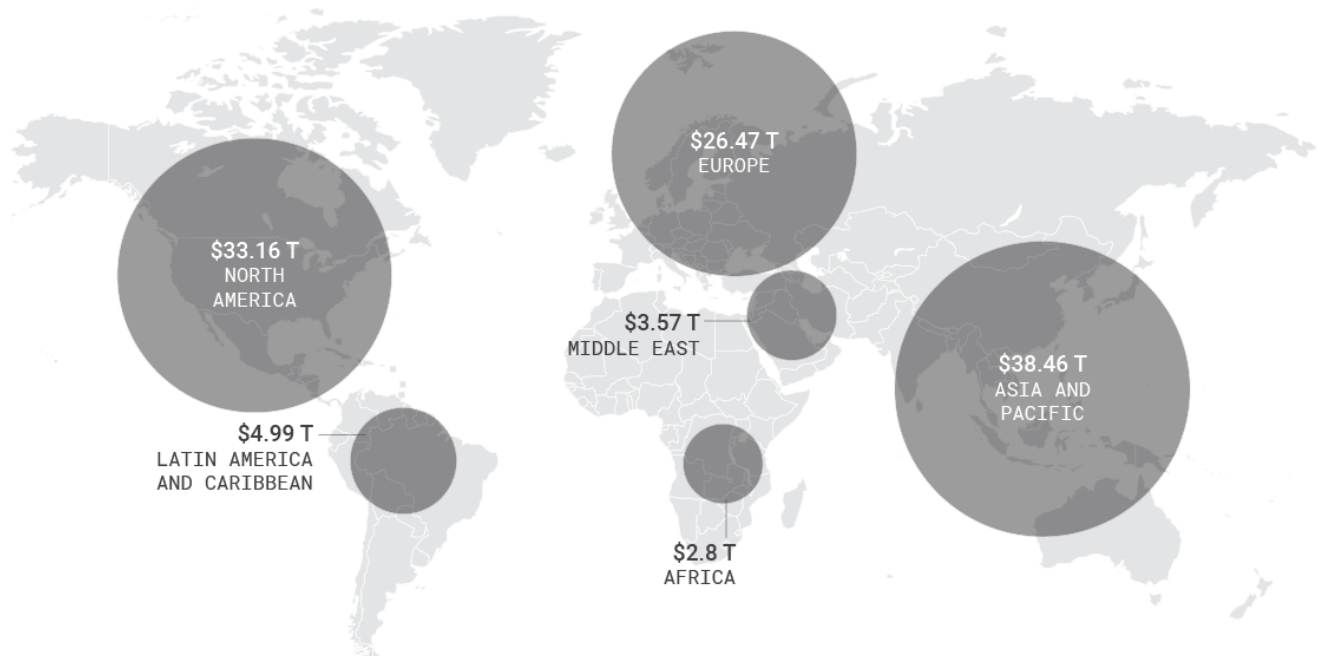 $26.47 T
EUROPE
$33.16 T
NORTH
AMERICA
$3.57 T
MIDDLE EAST
$38.46 T
ASIA AND
PACIFIC
$4.99 T
LATIN AMERICA
AND CARIBBEAN
$2.8 T
AFRICA